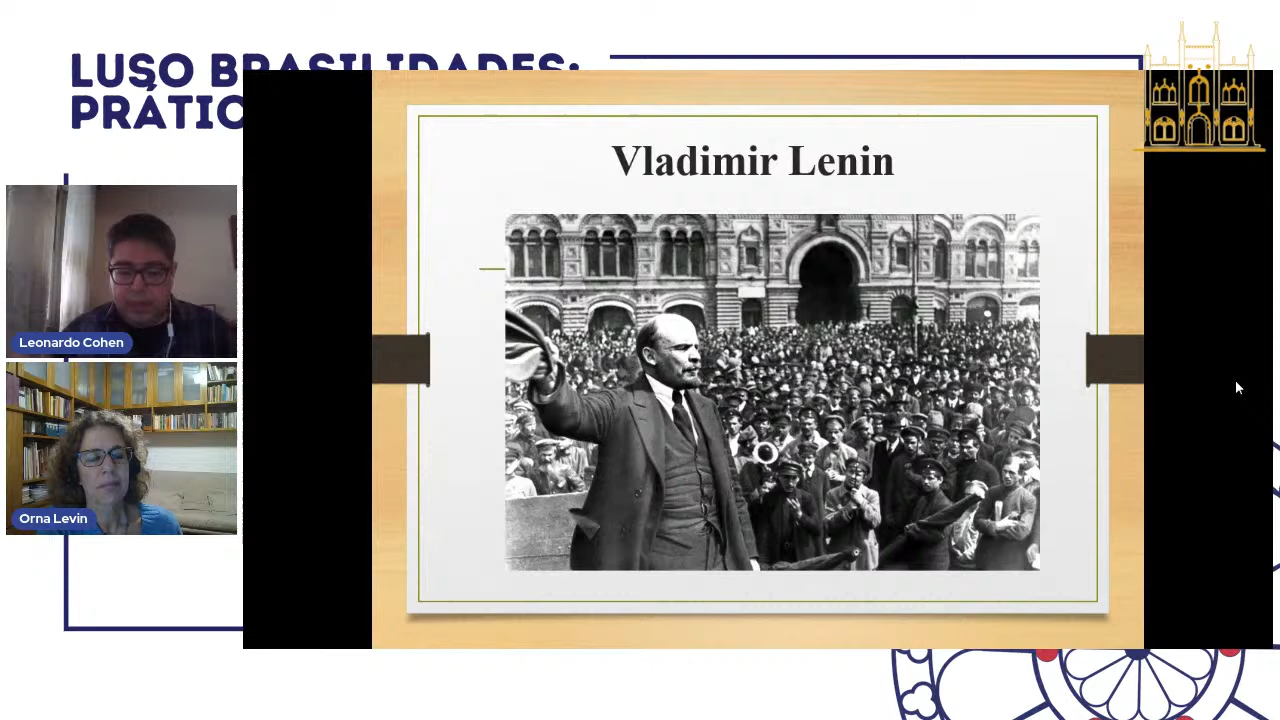 LUSO BRASILIDADES:
PRÁTIC
Vladimir Lenin
Leonardo Cohen
Orna Levin